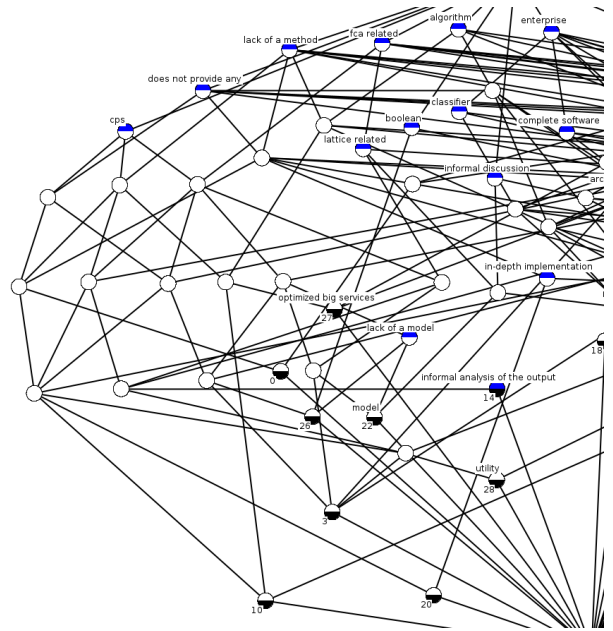 algorithm
enterprise
fca related
lack of a method
does not provide any
classifier
boolean
complete software
cps
lattice related
informal discussion
arc
in-depth implementation
optimized big services
27
lack of a model
18
0
informal analysis of the output
14
model
26
22
utility
28
3
10
20